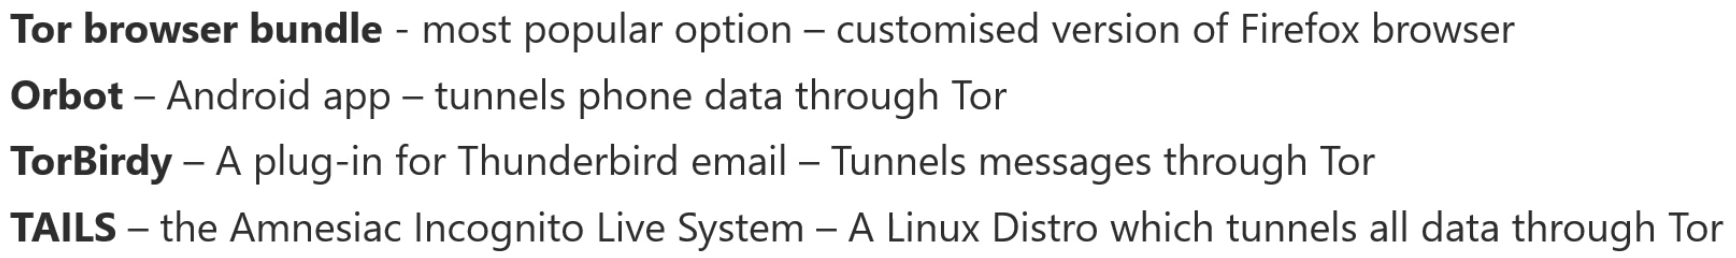 Tor browser bundle - most popular option – customised version of Firefox browser
Orbot – Android app – tunnels phone data through Tor
TorBirdy – A plug-in for Thunderbird email – Tunnels messages through Tor
TAILS – the Amnesiac Incognito Live System – A Linux Distro which tunnels all data through Tor